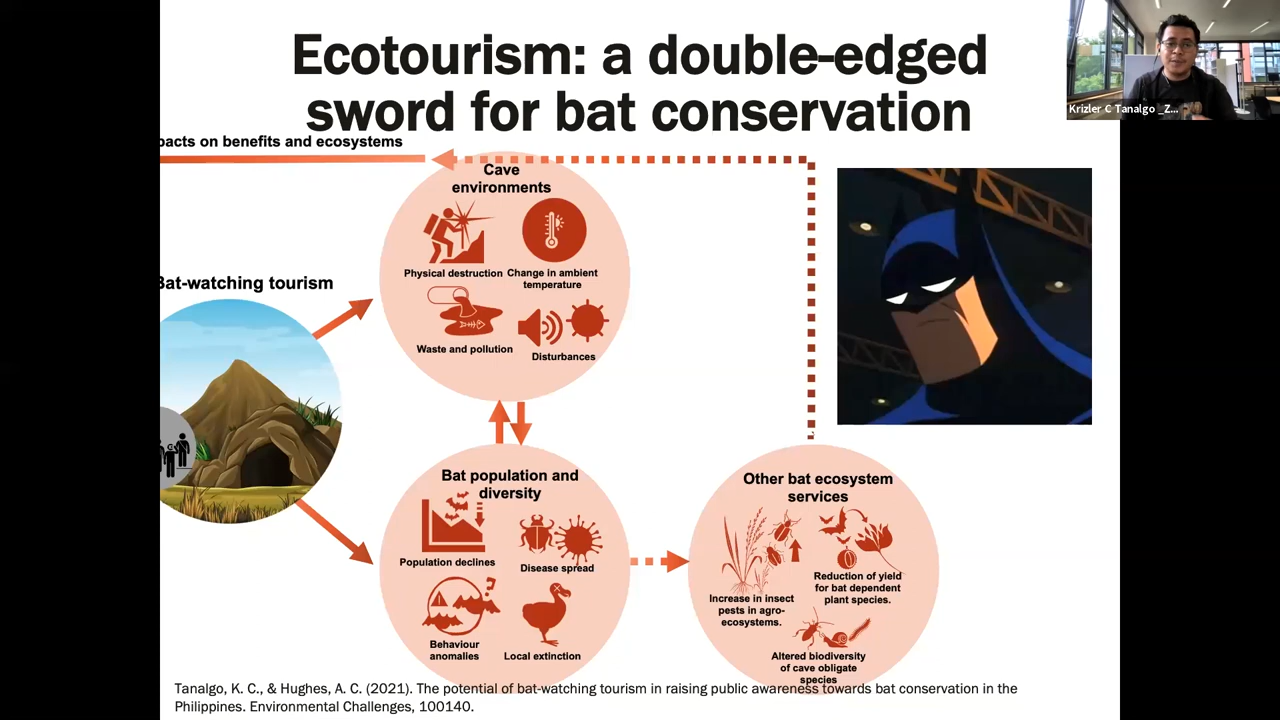 Ecotourism: a double-edged
sword for bat conservation
Krizler C Tanalgo _Z...
pacts on benefits and ecosystems
Cave
environments
Physical destruction
Change in ambient
temperature
Waste and pollution
Disturbances
Bat-watching tourism
Bat population and
diversity
Population declines
Disease spread
Behaviour
anomalies
Local extinction
Other bat ecosystem
services
Increase in insect
pests in agro-
ecosystems.
Reduction of yield
for bat dependent
plant species.
Altered biodiversity
of cave obligate
species
Tanalgo, K. C., & Hughes, A. C. (2021). The potential of bat-watching tourism in raising public awareness towards bat conservation in the
Philippines. Environmental Challenges, 100140.